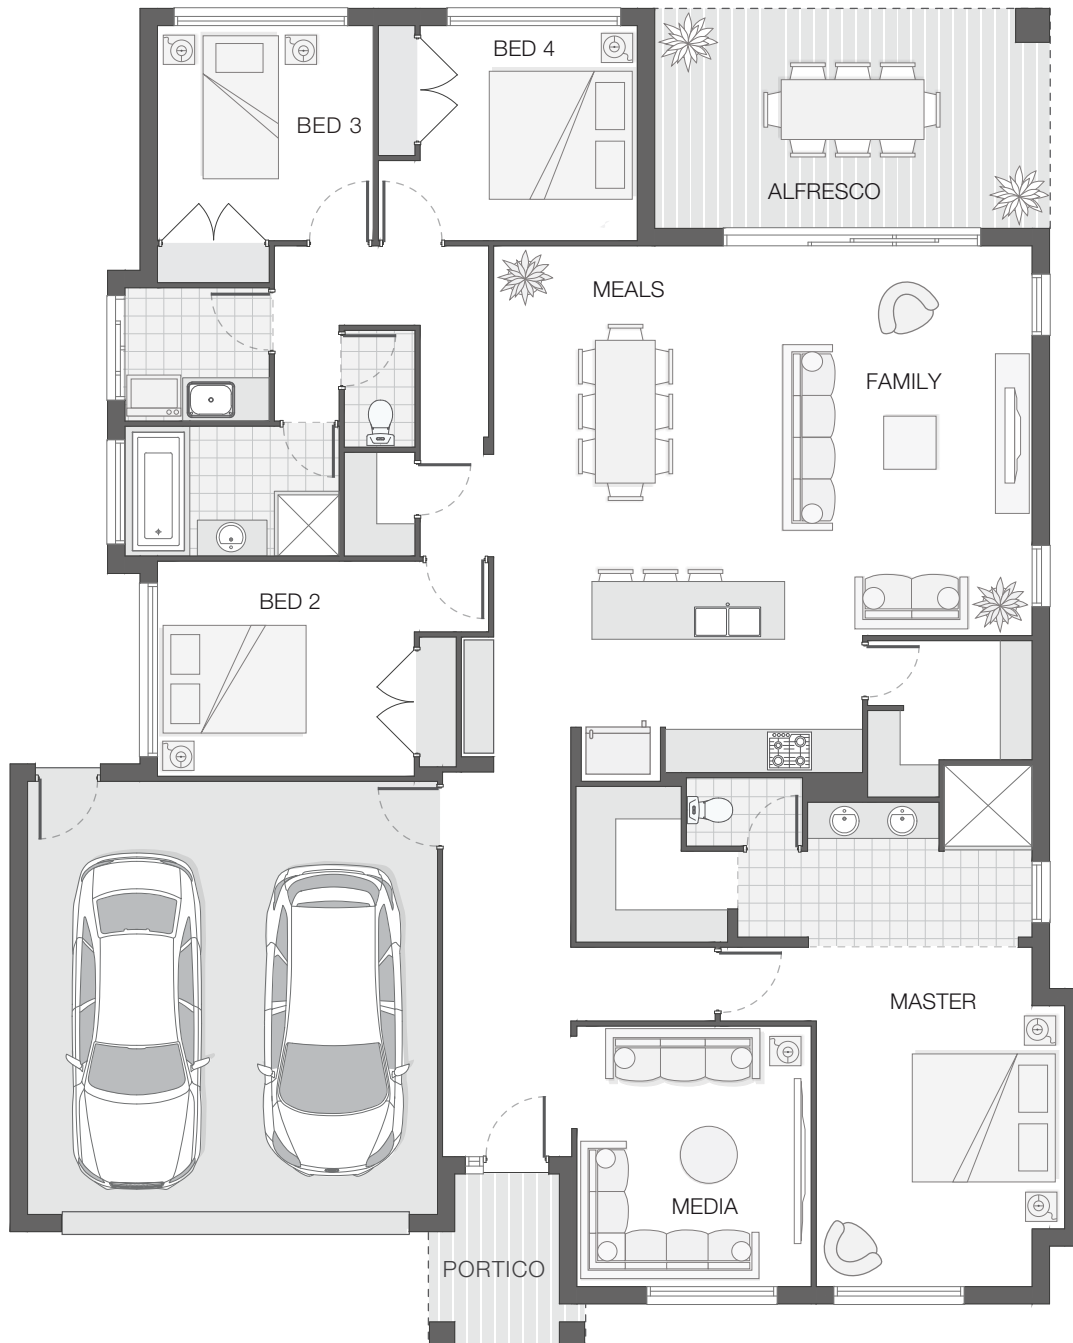 BED 4
BED 3
ALFRESCO
MEALS
FAMILY
BED 2
MASTER
MEDIA
PORTICO